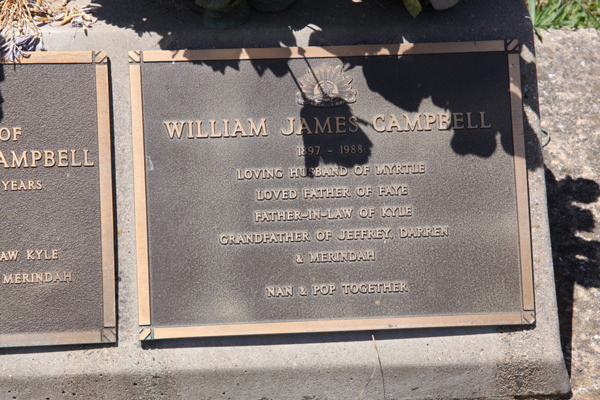 OF
CAMPBELL
YEARS
AW KYLE
MERINDAH
WILLIAM JAMES CAMPBELL
1897 - 1988
LOVING HUSBAND OF MYRTLE
LOVED FATHER OF FAYE
FATHER-IN-LAW OF KYLE
GRANDFATHER OF JEFFREY, DARREN
& MERINDAH
NAN & POP TOGETHER